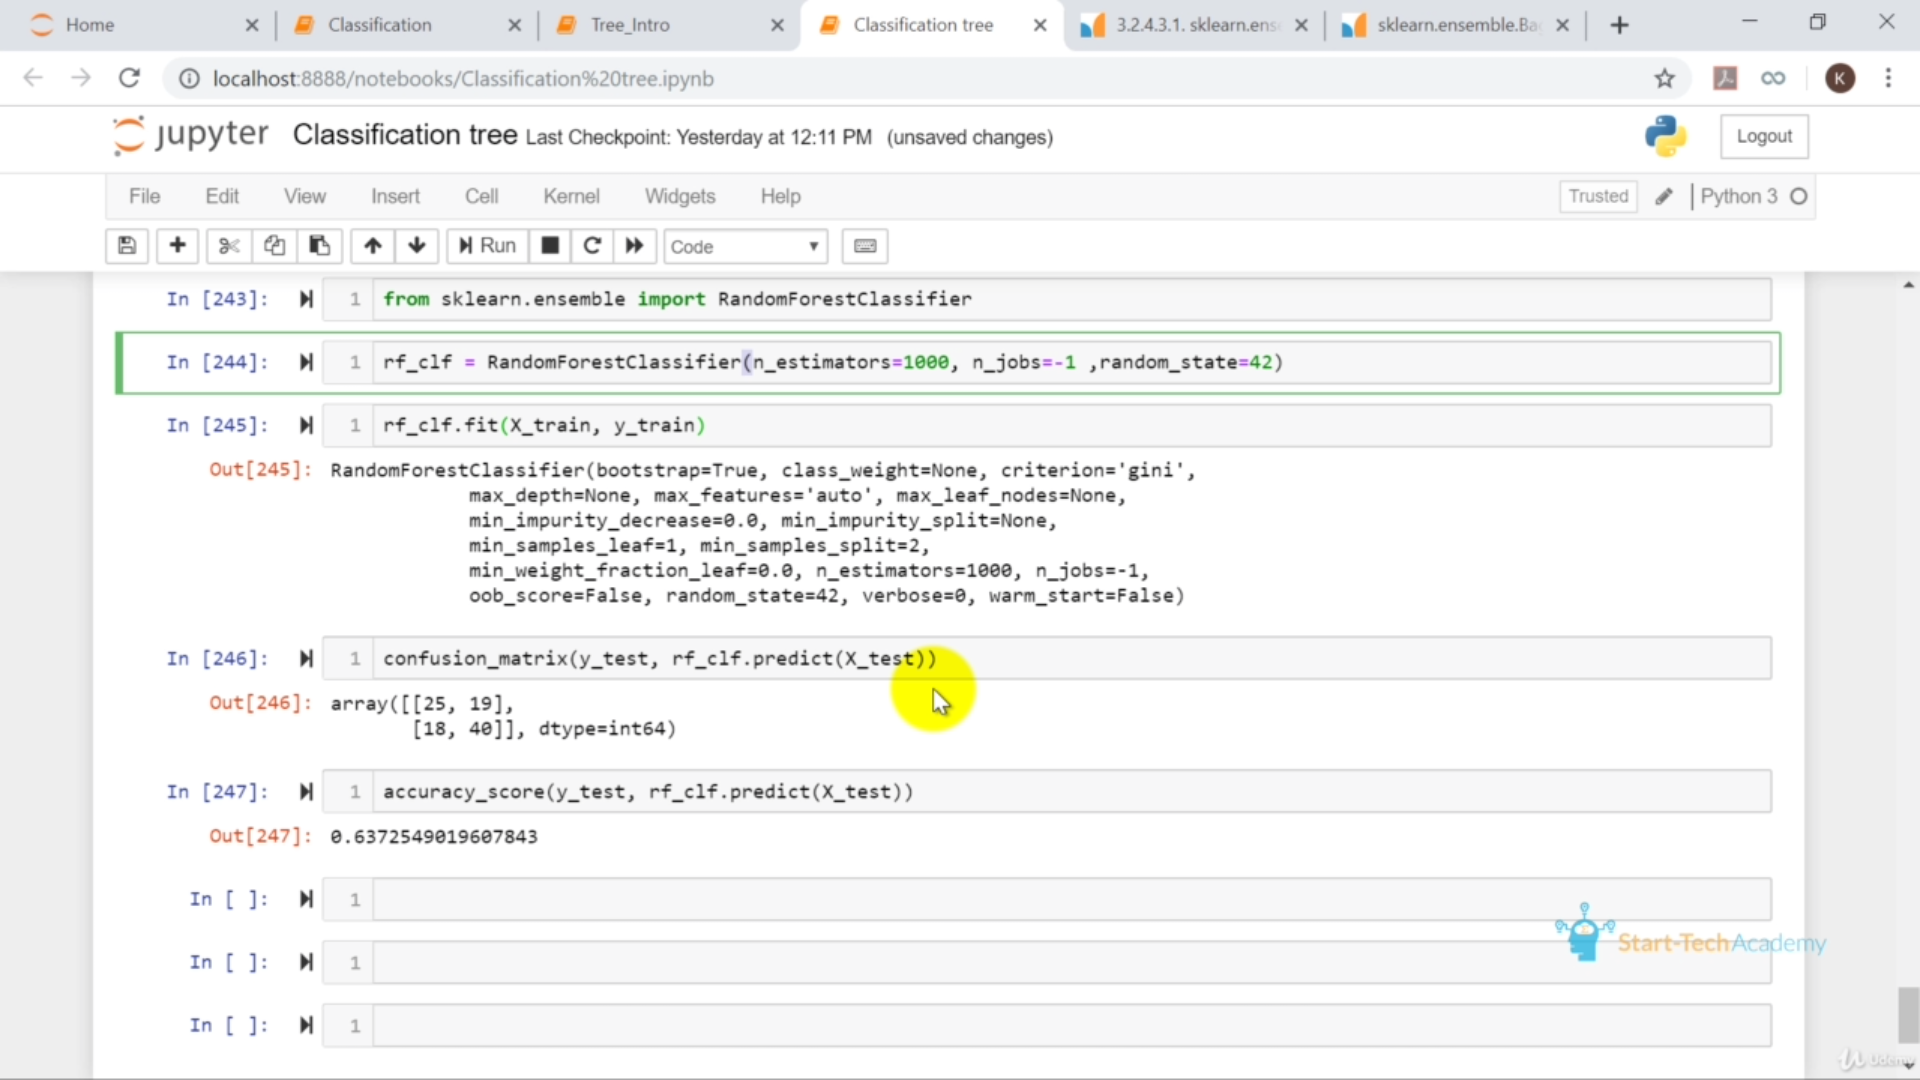 Home
Classification
Tree_Intro
Classification tree
3.2.4.3.1. sklearn.ens
sklearn.ensemble.Ba
localhost:8888/notebooks/Classification%20tree.ipynb
K
jupyter Classification tree Last Checkpoint: Yesterday at 12:11 PM (unsaved changes)
Logout
File Edit View Insert Cell Kernel Widgets Help
Trusted Python 3
Run Code
In [243]: 1 from sklearn.ensemble import RandomForestClassifier
In [244]: 1 rf_clf = RandomForestClassifier(n_estimators=1000, n_jobs=-1 ,random_state=42)
In [245]: 1 rf_clf.fit(X_train, y_train)
Out[245]: RandomForestClassifier(bootstrap=True, class_weight=None, criterion='gini',
max_depth=None, max_features='auto', max_leaf_nodes=None,
min_impurity_decrease=0.0, min_impurity_split=None,
min_samples_leaf=1, min_samples_split=2,
min_weight_fraction_leaf=0.0, n_estimators=1000, n_jobs=-1,
oob_score=False, random_state=42, verbose=0, warm_start=False)
In [246]: 1 confusion_matrix(y_test, rf_clf.predict(X_test))
Out[246]: array([[25, 19],
[18, 40]], dtype=int64)
In [247]: 1 accuracy_score(y_test, rf_clf.predict(X_test))
Out[247]: 0.6372549019607843
In [ ]: 1
In [ ]: 1
Start-Tech Academy
In [ ]: 1
Udemy